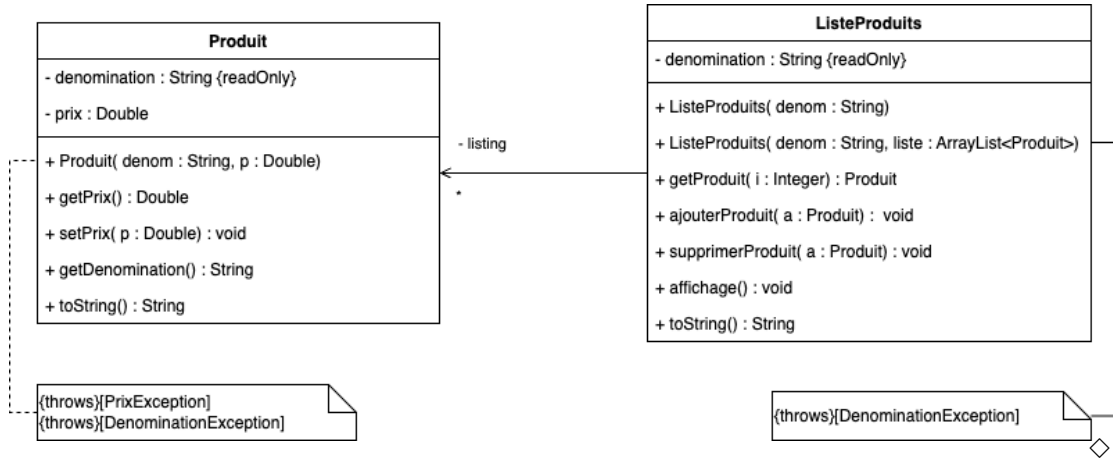 Produit
- denomination : String {readOnly}
- prix : Double
+ Produit( denom : String, p : Double)
+ getPrix() : Double
+ setPrix( p : Double) : void
+ getDenomination() : String
+ toString() : String
{throws}[PrixException]
{throws}[DenominationException]
- listing
*
ListeProduits
- denomination : String {readOnly}
+ ListeProduits( denom : String)
+ ListeProduits( denom : String, liste : ArrayList<Produit>)
+ getProduit( i : Integer) : Produit
+ ajouterProduit( a : Produit) : void
+ supprimerProduit( a : Produit) : void
+ affichage() : void
+ toString() : String
{throws}[DenominationException]